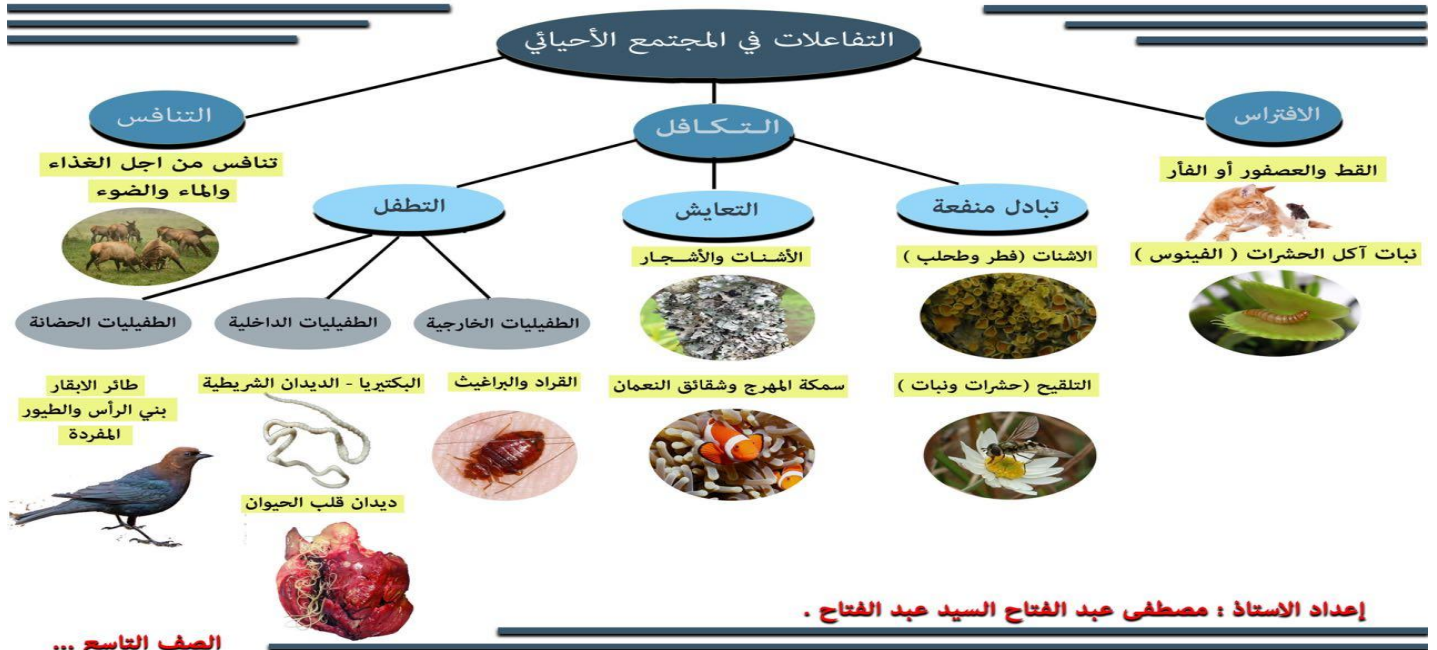 التفاعلات في المجتمع الأحيائي
الافتراس
التكافل
التنافس
القط والعصفور أو الفأر
نبات آكل الحشرات ( الفينوس )
تنافس من اجل الغذاء
والماء والضوء
تبادل منفعة
التعايش
التطفل
الاشنات (فطر وطحلب )
التلقيح (حشرات ونبات )
الأشنات والأشجار
سمكة المهرج وشقائق النعمان
الطفيليات الخارجية
الطفيليات الداخلية
الطفيليات الحضانة
القراد والبراغيث
البكتيريا - الديدان الشريطية
ديدان قلب الحيوان
طائر الابقار
بني الرأس والطيور
المفردة
إعداد الاستاذ : مصطفى عبد الفتاح السيد عبد الفتاح .
الصف التاسع ...